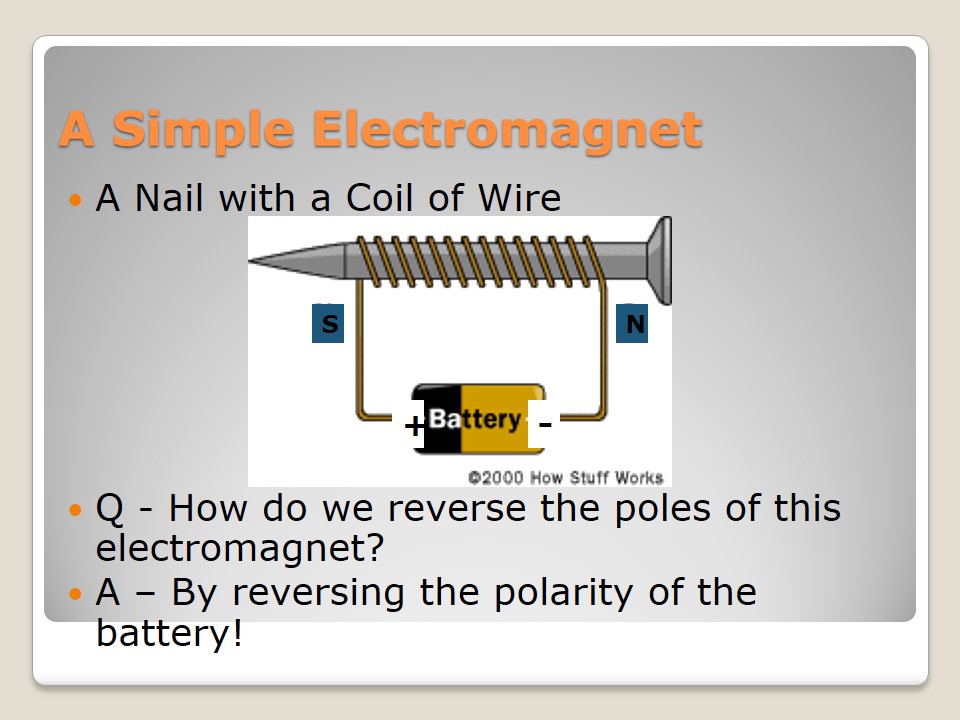 A Simple Electromagnet
A Nail with a Coil of Wire
S N
+ Battery -
©2000 How Stuff Works
Q - How do we reverse the poles of this
electromagnet?
A – By reversing the polarity of the
battery!